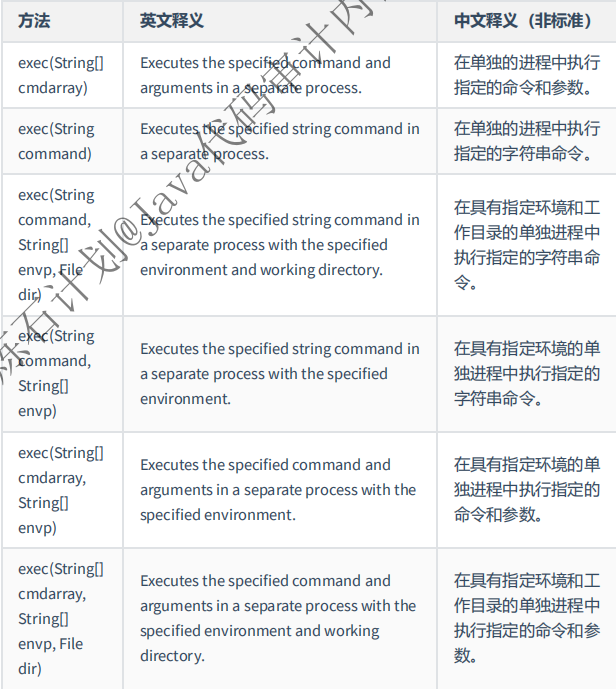 方法 英文释义 中文释义（非标准）
exec(String[] Executes the specified command and 在单独的进程中执行
cmdarray) arguments in a separate process. 指定的命令和参数。
exec(String Executes the specified string command in 在单独的进程中执行
command) a separate process. 指定的字符串命令。
exec(String
command,
String[]
envp, File
dir)
Executes the specified string command in
a separate process with the specified
environment and working directory.
在具有指定环境和工
作目录的单独进程中
执行指定的字符串命
令。
exec(String
command,
String[]
envp)
Executes the specified string command in
a separate process with the specified
environment.
在具有指定环境的单
独进程中执行指定的
字符串命令。
exec(String[]
cmdarray,
String[]
envp)
Executes the specified command and
arguments in a separate process with the
specified environment.
在具有指定环境的单
独进程中执行指定的
命令和参数。
exec(String[]
cmdarray,
String[]
envp, File
dir)
Executes the specified command and
arguments in a separate process with the
specified environment and working
directory.
在具有指定环境和工
作目录的单独进程中
执行指定的命令和参
数。
石计划@Java代码审计内